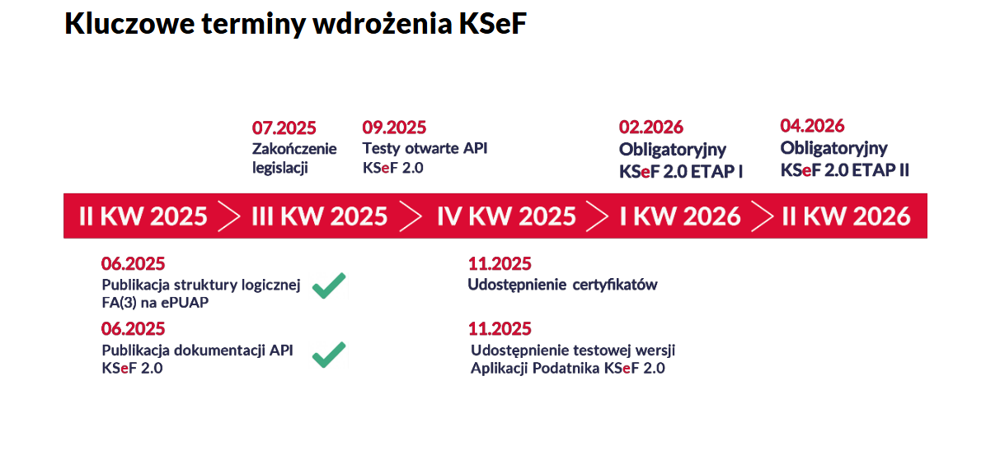 Kluczowe terminy wdrożenia KSeF
07.2025
Zakończenie
legislacji
09.2025
Testy otwarte API
KSeF 2.0
02.2026
Obligatoryjny
KSeF 2.0 ETAP I
04.2026
Obligatoryjny
KSeF 2.0 ETAP II
II KW 2025
III KW 2025
IV KW 2025
I KW 2026
II KW 2026
06.2025
Publikacja struktury logicznej
FA(3) na ePUAP
06.2025
Publikacja dokumentacji API
KSeF 2.0
11.2025
Udostępnienie certyfikatów
11.2025
Udostępnienie testowej wersji
Aplikacji Podatnika KSeF 2.0